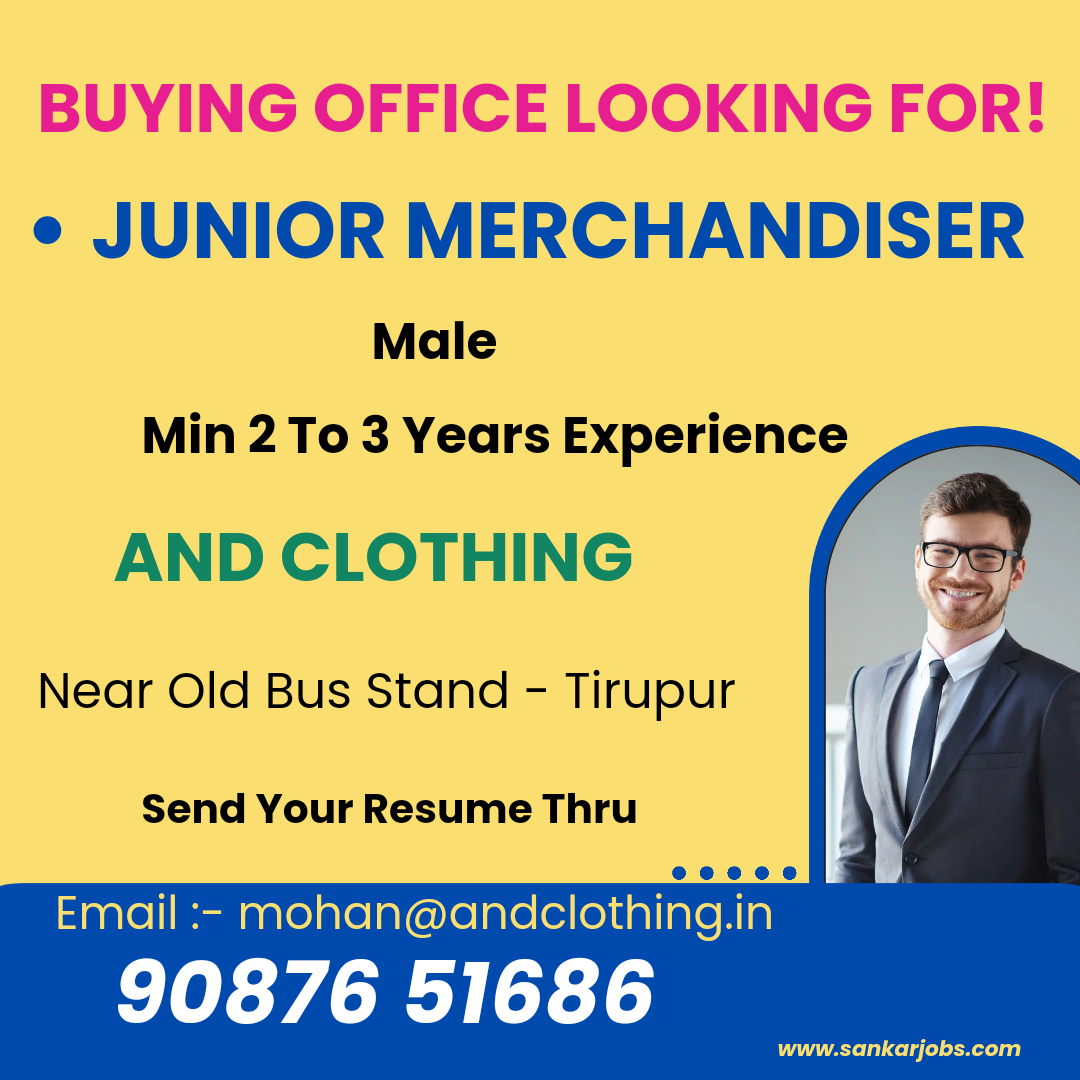 BUYING OFFICE LOOKING FOR!
• JUNIOR MERCHANDISER
Male
Min 2 To 3 Years Experience
AND CLOTHING
Near Old Bus Stand - Tirupur
Send Your Resume Thru
Email :- mohan@andclothing.in
90876 51686
www.sankarjobs.com